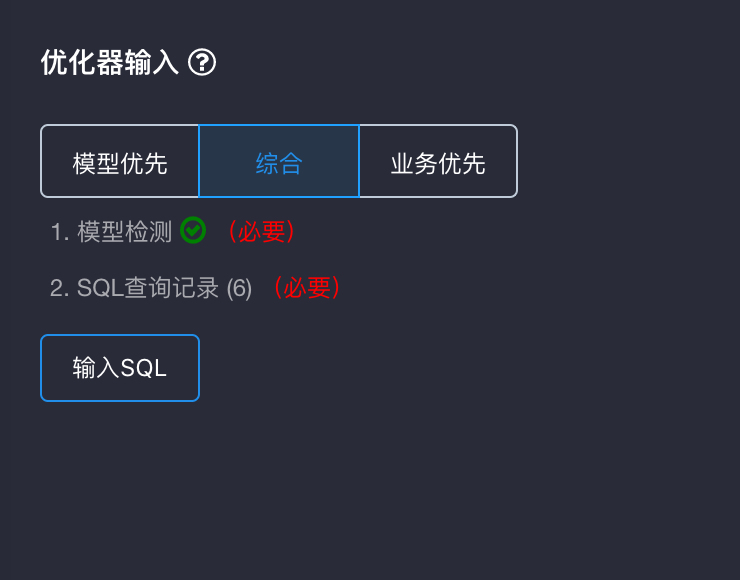 优化器输入
模型优先 综合 业务优先
1. 模型检测 （必要）
2. SQL查询记录 (6) （必要）
输入SQL